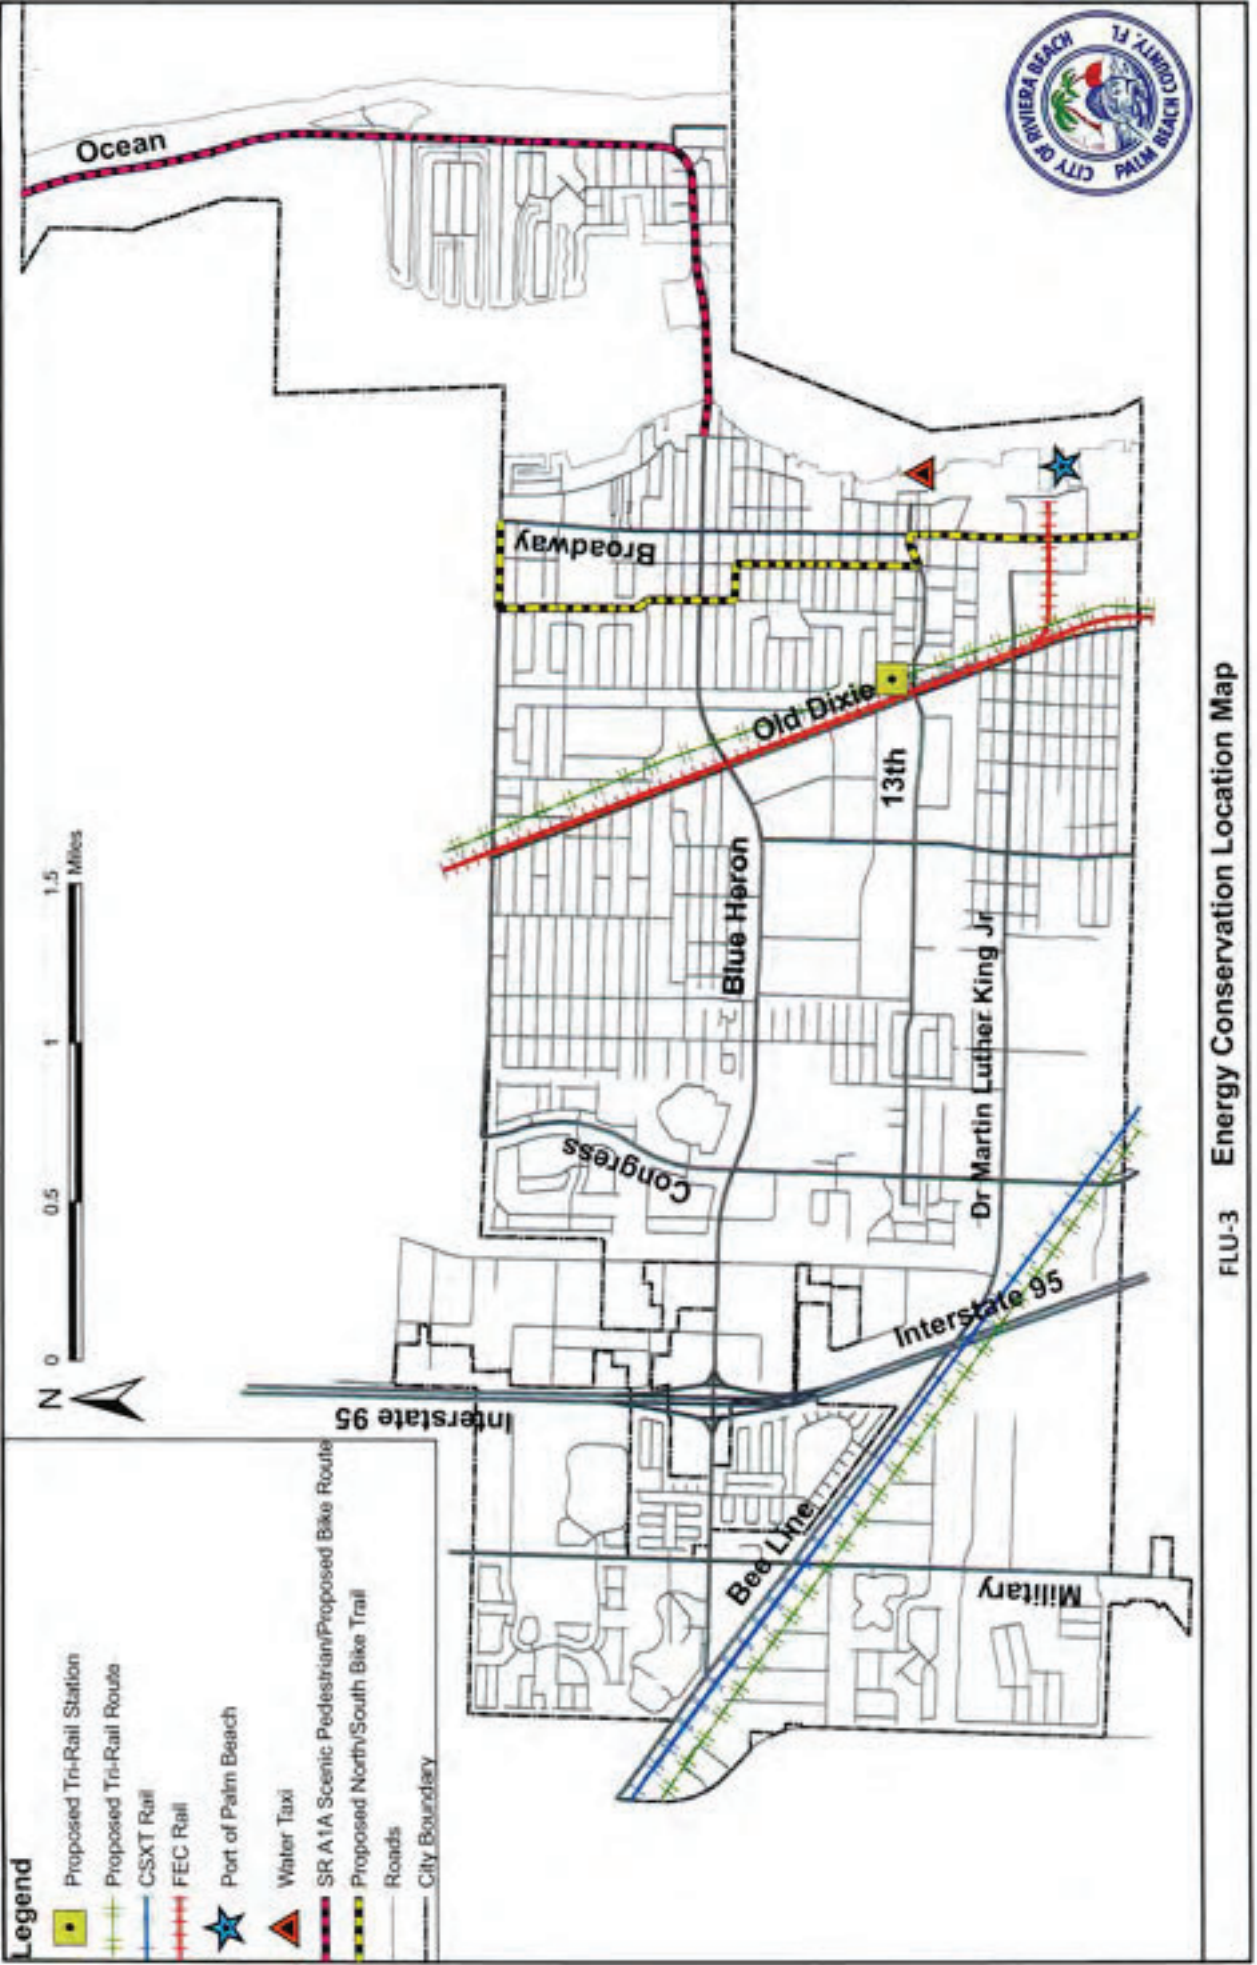 Legend
Proposed Tri-Rail Station
Proposed Tri-Rail Route
CSXT Rail
FEC Rail
Port of Palm Beach
Water Taxi
SR A1A Scenic Pedestrian/Proposed Bike Route
Proposed North/South Bike Trail
Roads
City Boundary
N
0 0.5 1 1.5
Miles
Ocean
Broadway
Old Dixie
13th
Blue Heron
Dr Martin Luther King Jr
Congress
Interstate 95
Interstate 95
Bee Line
Military
CITY OF RIVIERA BEACH
PALM BEACH COUNTY, FL
FLU-3 Energy Conservation Location Map